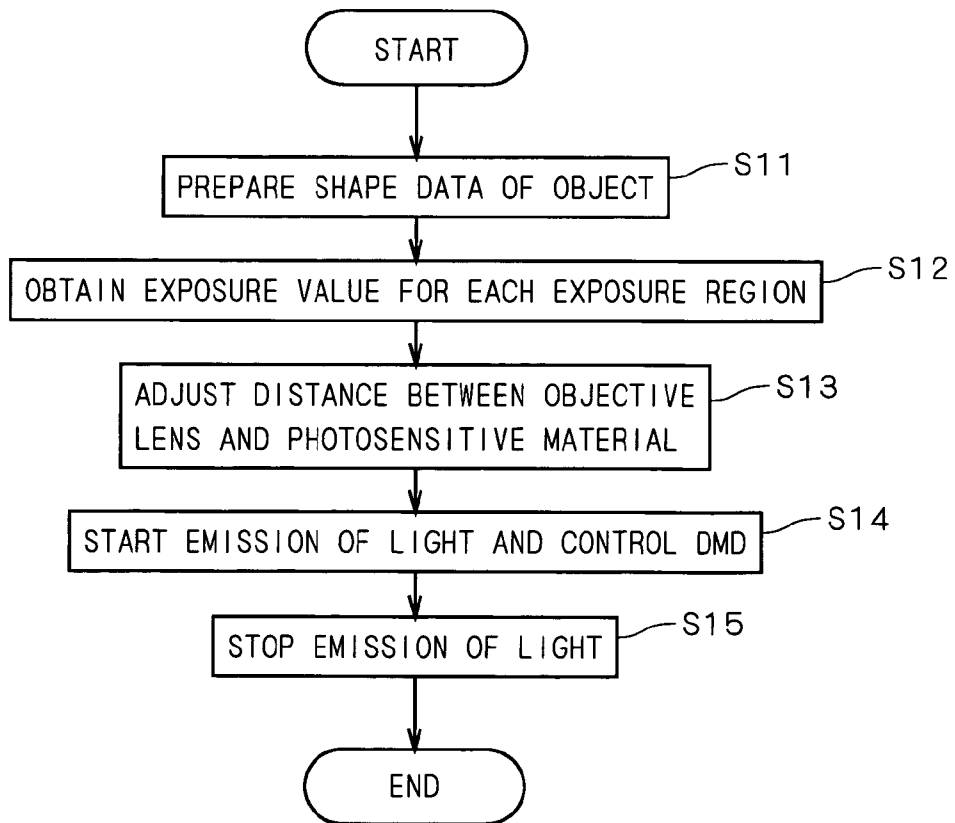 START
PREPARE SHAPE DATA OF OBJECT
S11
OBTAIN EXPOSURE VALUE FOR EACH EXPOSURE REGION
S12
ADJUST DISTANCE BETWEEN OBJECTIVE
LENS AND PHOTOSENSITIVE MATERIAL
S13
START EMISSION OF LIGHT AND CONTROL DMD
S14
STOP EMISSION OF LIGHT
S15
END